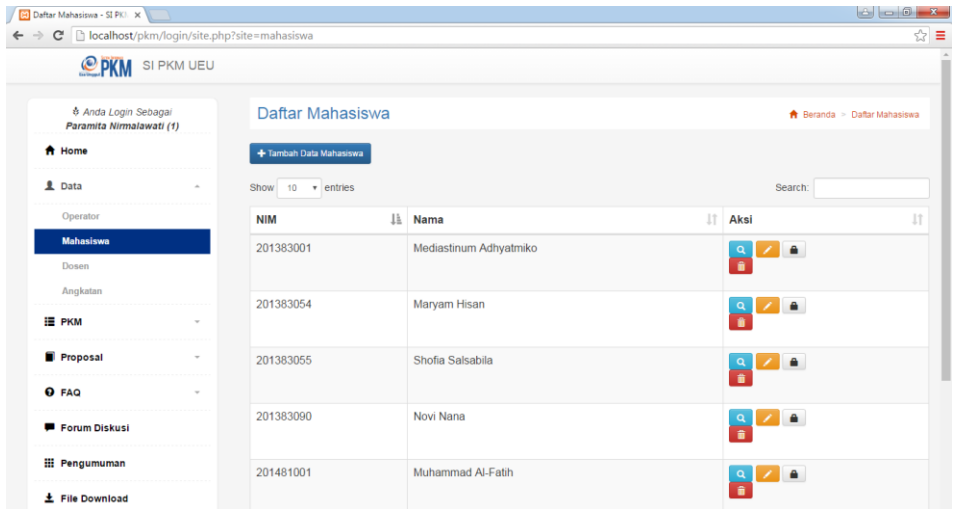 Daftar Mahasiswa - SI PKM
localhost/pkm/login/site.php?site=mahasiswa
PKM SI PKM UEU
Anda Login Sebagai
Paramita Nirmalawati (1)
Home
Data
Operator
Mahasiswa
Dosen
Angkatan
PKM
Proposal
FAQ
Forum Diskusi
Pengumuman
File Download
Daftar Mahasiswa
Beranda > Daftar Mahasiswa
+ Tambah Data Mahasiswa
Show 10 entries
Search:
NIM Nama Aksi
201383001 Mediastinum Adhyatmiko
201383054 Maryam Hisan
201383055 Shofia Salsabila
201383090 Novi Nana
201481001 Muhammad Al-Fatih